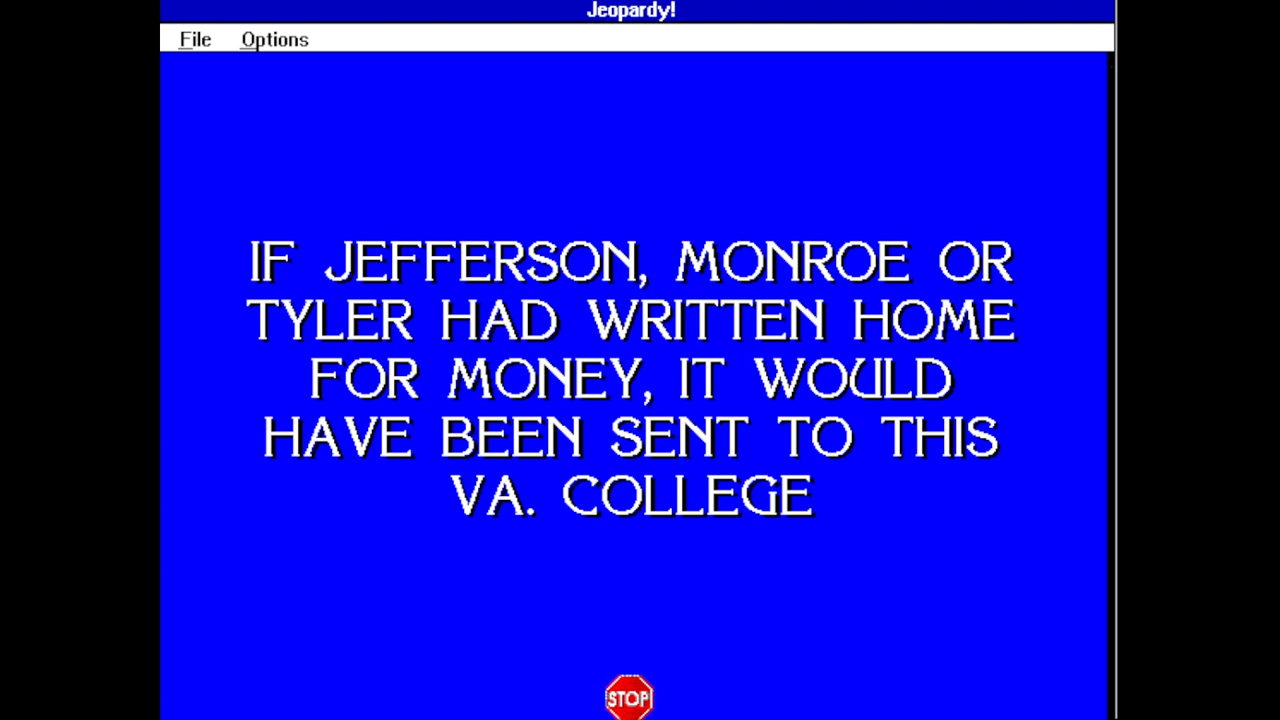 Jeopardy!
File Options
IF JEFFERSON, MONROE OR
TYLER HAD WRITTEN HOME
FOR MONEY, IT WOULD
HAVE BEEN SENT TO THIS
VA. COLLEGE
STOP